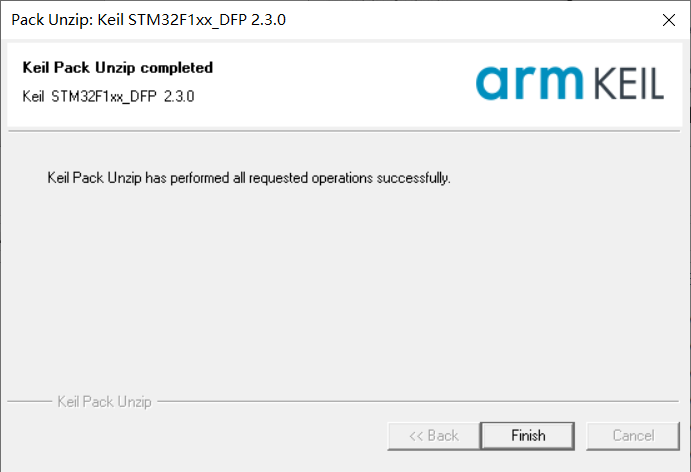 Pack Unzip: Keil STM32F1xx_DFP 2.3.0
Keil Pack Unzip completed
Keil  STM32F1xx_DFP  2.3.0
arm KEIL
Keil Pack Unzip has performed all requested operations successfully.
Keil Pack Unzip
<< Back
Finish
Cancel